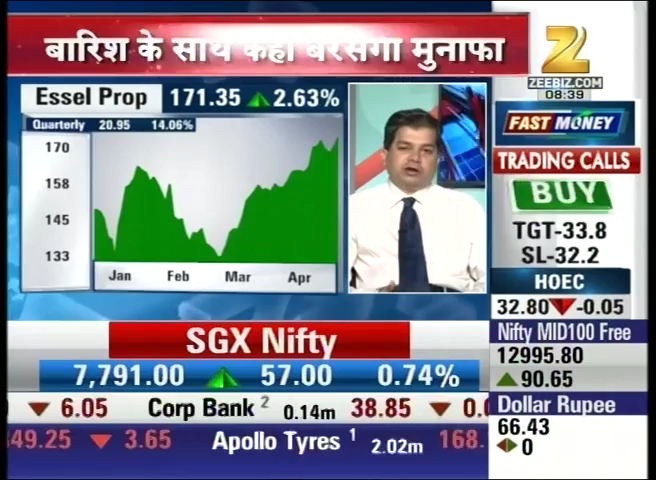 बारिश के साथ कहां बरसेगा मुनाफा
ZEEBIZ.COM
08:39
Essel Prop 171.35 2.63%
Quarterly 20.95 14.06%
170
158
145
133
Jan Feb Mar Apr
FAST MONEY
TRADING CALLS
BUY
TGT-33.8
SL-32.2
HOEC
32.80 -0.05
Nifty MID100 Free
12995.80
90.65
Dollar Rupee
66.43
0
SGX Nifty
7,791.00 57.00 0.74%
6.05 Corp Bank 2 0.14m 38.85 0.
49.25 3.65 Apollo Tyres 1 2.02m 168.